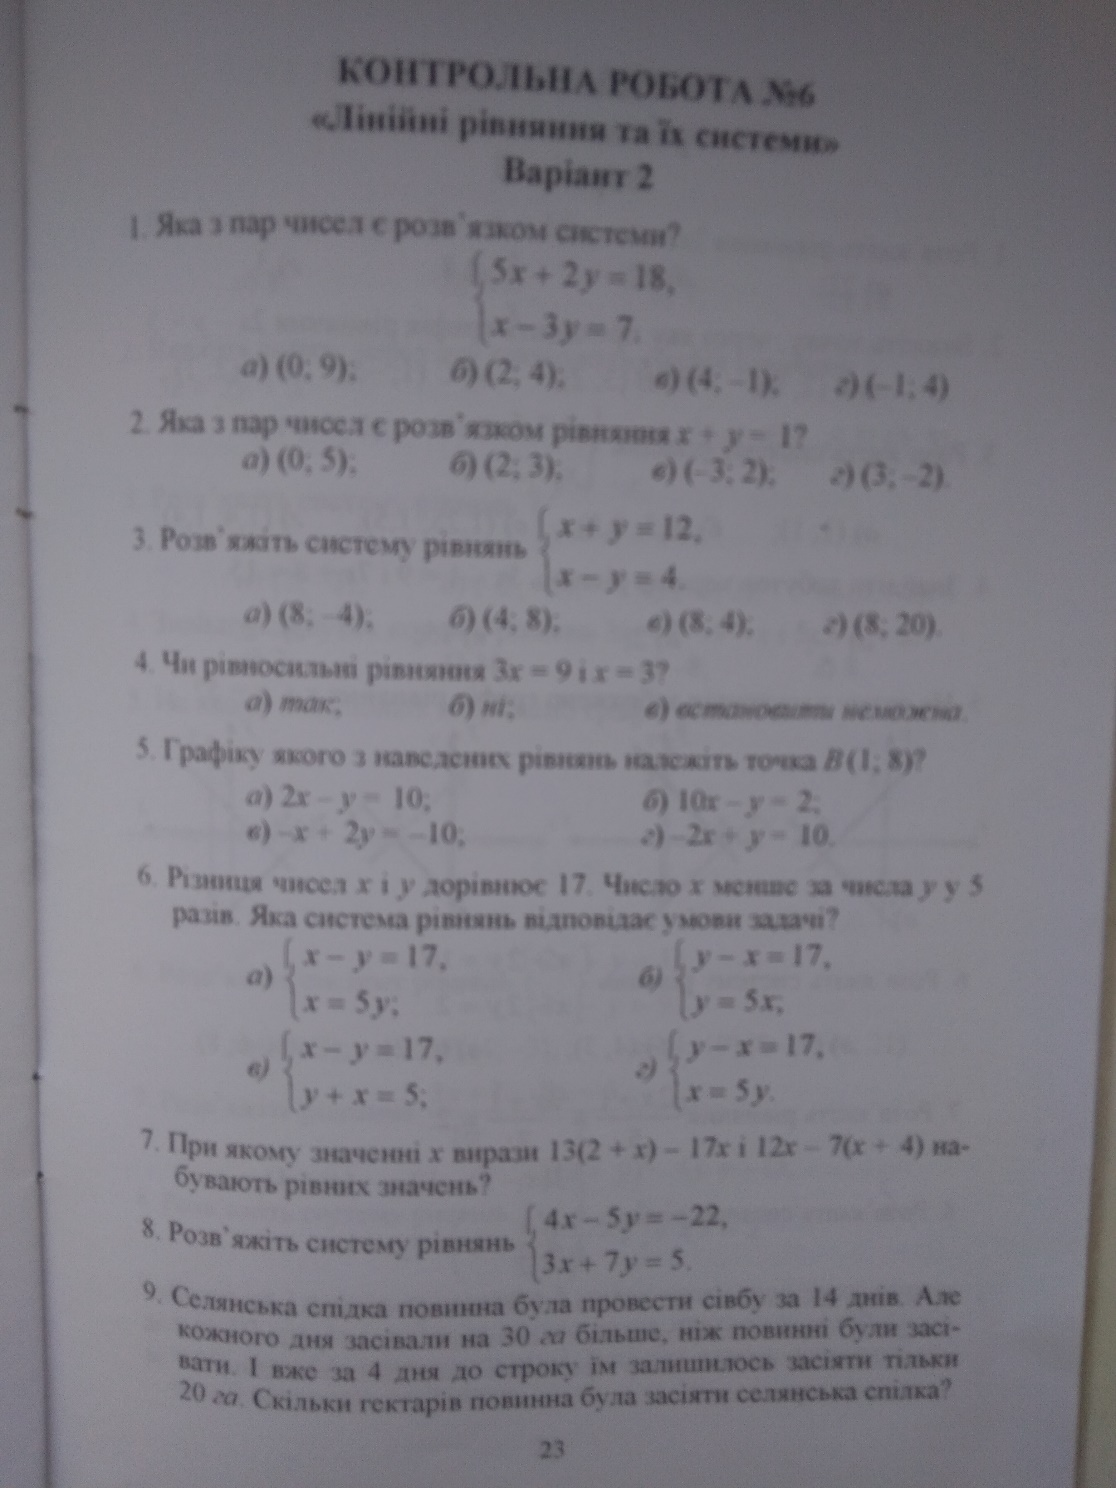 КОНТРОЛЬНА РОБОТА №6
«Лінійні рівняння та їх системи»
Варіант 2
1. Яка з пар чисел є розв`язком системи?
5x + 2y = 18,
x – 3y = 7.
а) (0; 9); б) (2; 4); в) (4; –1); г) (–1; 4)
2. Яка з пар чисел є розв`язком рівняння x + y = 1?
а) (0; 5); б) (2; 3); в) (–3; 2); г) (3; –2).
3. Розв`яжіть систему рівнянь { x + y = 12,
x – y = 4.
а) (8; –4); б) (4; 8); в) (8; 4); г) (8; 20).
4. Чи рівносильні рівняння 3x = 9 і x = 3?
а) так; б) ні; в) встановити неможна.
5. Графіку якого з наведених рівнянь належіть точка B (1; 8)?
а) 2x – y = 10; б) 10x – y = 2;
в) –x + 2y = –10; г) –2x + y = 10.
6. Різниця чисел x і y дорівнює 17. Число x менше за числа y у 5
разів. Яка система рівнянь відповідає умови задачі?
а) { x – y = 17, б) { y – x = 17,
x = 5y; y = 5x;
в) { x – y = 17, г) { y – x = 17,
y + x = 5; x = 5y.
7. При якому значенні x вирази 13(2 + x) – 17x і 12x – 7(x + 4) на-
бувають рівних значень?
8. Розв`яжіть систему рівнянь { 4x – 5y = –22,
3x + 7y = 5.
9. Селянська спідка повинна була провести сівбу за 14 днів. Але
кожного дня засівали на 30 га більше, ніж повинні були засі-
вати. І вже за 4 дня до строку їм залишилось засіяти тільки
20 га. Скільки гектарів повинна була засіяти селянська спілка?
23